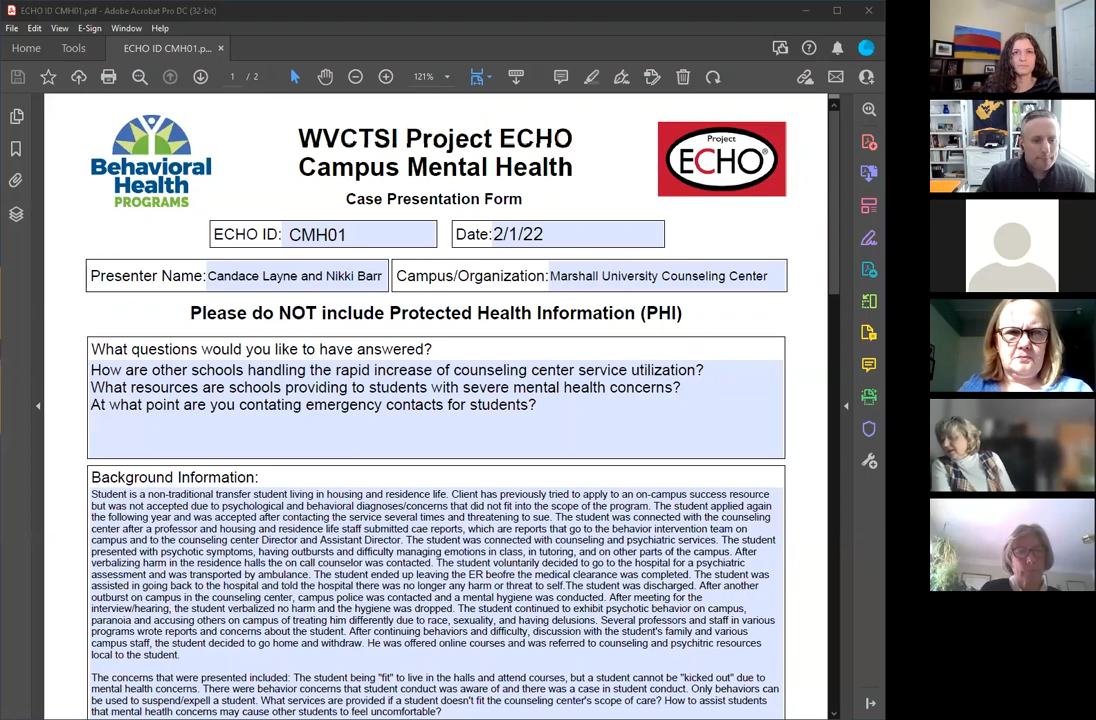 ECHO ID CMH01.pdf - Adobe Acrobat Pro DC (32-bit)
File Edit View E-Sign Window Help
Home Tools ECHO ID CMH01.p... ×
1 / 2 121%
Behavioral
Health
PROGRAMS
WVCTSI Project ECHO
Campus Mental Health
Case Presentation Form
Project
ECHO®
ECHO ID: CMH01 Date: 2/1/22
Presenter Name: Candace Layne and Nikki Barr Campus/Organization: Marshall University Counseling Center
Please do NOT include Protected Health Information (PHI)
What questions would you like to have answered?
How are other schools handling the rapid increase of counseling center service utilization?
What resources are schools providing to students with severe mental health concerns?
At what point are you contating emergency contacts for students?
Background Information:
Student is a non-traditional transfer student living in housing and residence life. Client has previously tried to apply to an on-campus success resource
but was not accepted due to psychological and behavioral diagnoses/concerns that did not fit into the scope of the program. The student applied again
the following year and was accepted after contacting the service several times and threatening to sue. The student was connected with the counseling
center after a professor and housing and residence life staff submitted cae reports, which are reports that go to the behavior intervention team on
campus and to the counseling center Director and Assistant Director. The student was connected with counseling and psychiatric services. The student
presented with psychotic symptoms, having outbursts and difficulty managing emotions in class, in tutoring, and on other parts of the campus. After
verbalizing harm in the residence halls the on call counselor was contacted. The student voluntarily decided to go to the hospital for a psychiatric
assessment and was transported by ambulance. The student ended up leaving the ER beofre the medical clearance was completed. The student was
assisted in going back to the hospital and told the hospital there was no longer any harm or threat to self.The student was discharged. After another
outburst on campus in the counseling center, campus police was contacted and a mental hygiene was conducted. After meeting for the
interview/hearing, the student verbalized no harm and the hygiene was dropped. The student continued to exhibit psychotic behavior on campus,
paranoia and accusing others on campus of treating him differently due to race, sexuality, and having delusions. Several professors and staff in various
programs wrote reports and concerns about the student. After continuing behaviors and difficulty, discussion with the student's family and various
campus staff, the student decided to go home and withdraw. He was offered online courses and was referred to counseling and psychitric resources
local to the student.
The concerns that were presented included: The student being "fit" to live in the halls and attend courses, but a student cannot be "kicked out" due to
mental health concerns. There were behavior concerns that student conduct was aware of and there was a case in student conduct. Only behaviors can
be used to suspend/expell a student. What services are provided if a student doesn't fit the counseling center's scope of care? How to assist students
that mental heatlh concerns may cause other students to feel uncomfortable?